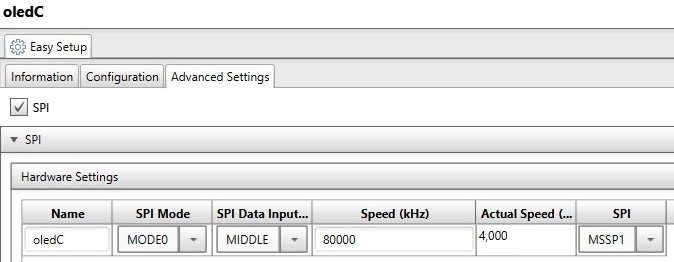 oledC
Easy Setup
Information Configuration Advanced Settings
SPI
SPI
Hardware Settings
Name SPI Mode SPI Data Input... Speed (kHz) Actual Speed (... SPI
oledC MODE0 MIDDLE 80000 4,000 MSSP1